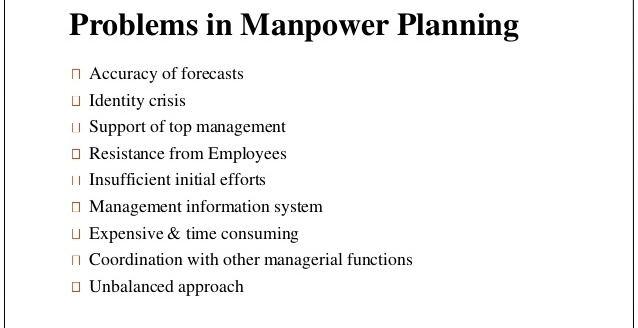 Problems in Manpower Planning
Accuracy of forecasts
Identity crisis
Support of top management
Resistance from Employees
Insufficient initial efforts
Management information system
Expensive & time consuming
Coordination with other managerial functions
Unbalanced approach